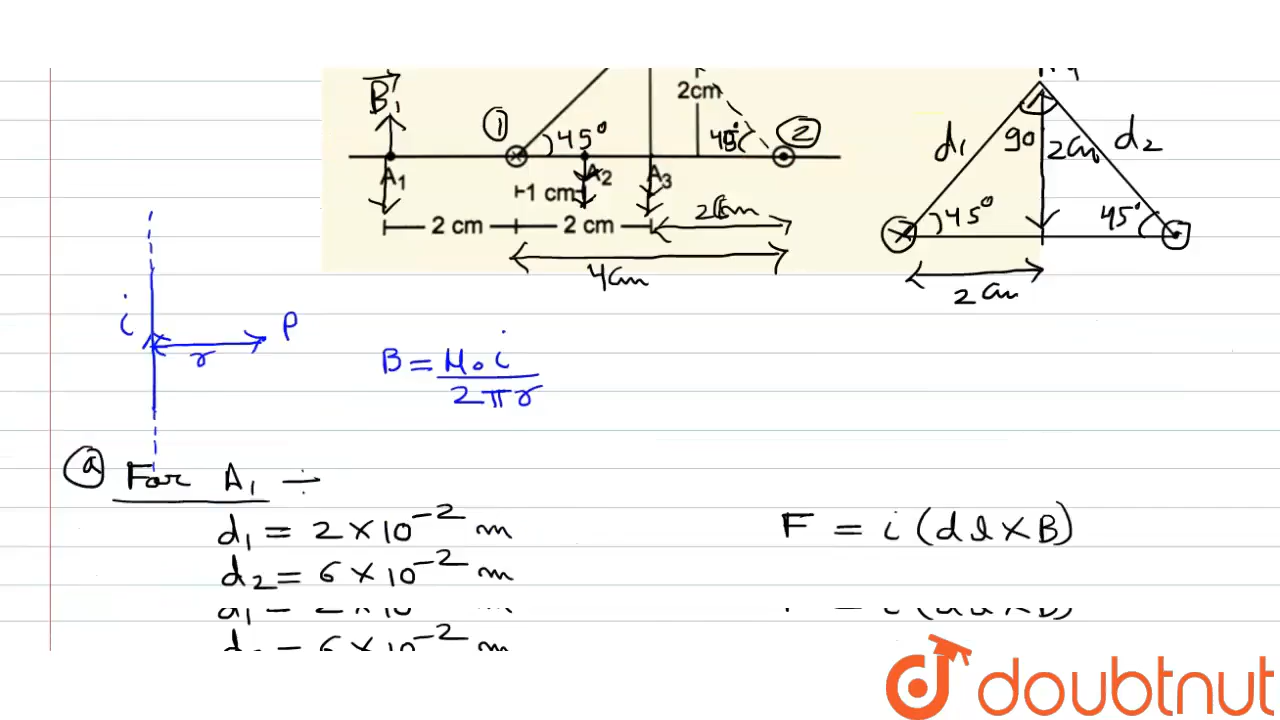 B⃗₁
① 45° 2cm 45° ②
A₁ A₂ A₃
1 cm
2 cm 2 cm 2cm
4cm
d₁ 90 2cm d₂
45° 45°
2 cm
i r P
B = μ₀i / 2πr
ⓐ For A₁ ÷
d₁ = 2 × 10⁻² m F = i (dl × B)
d₂ = 6 × 10⁻² m
doubtnut